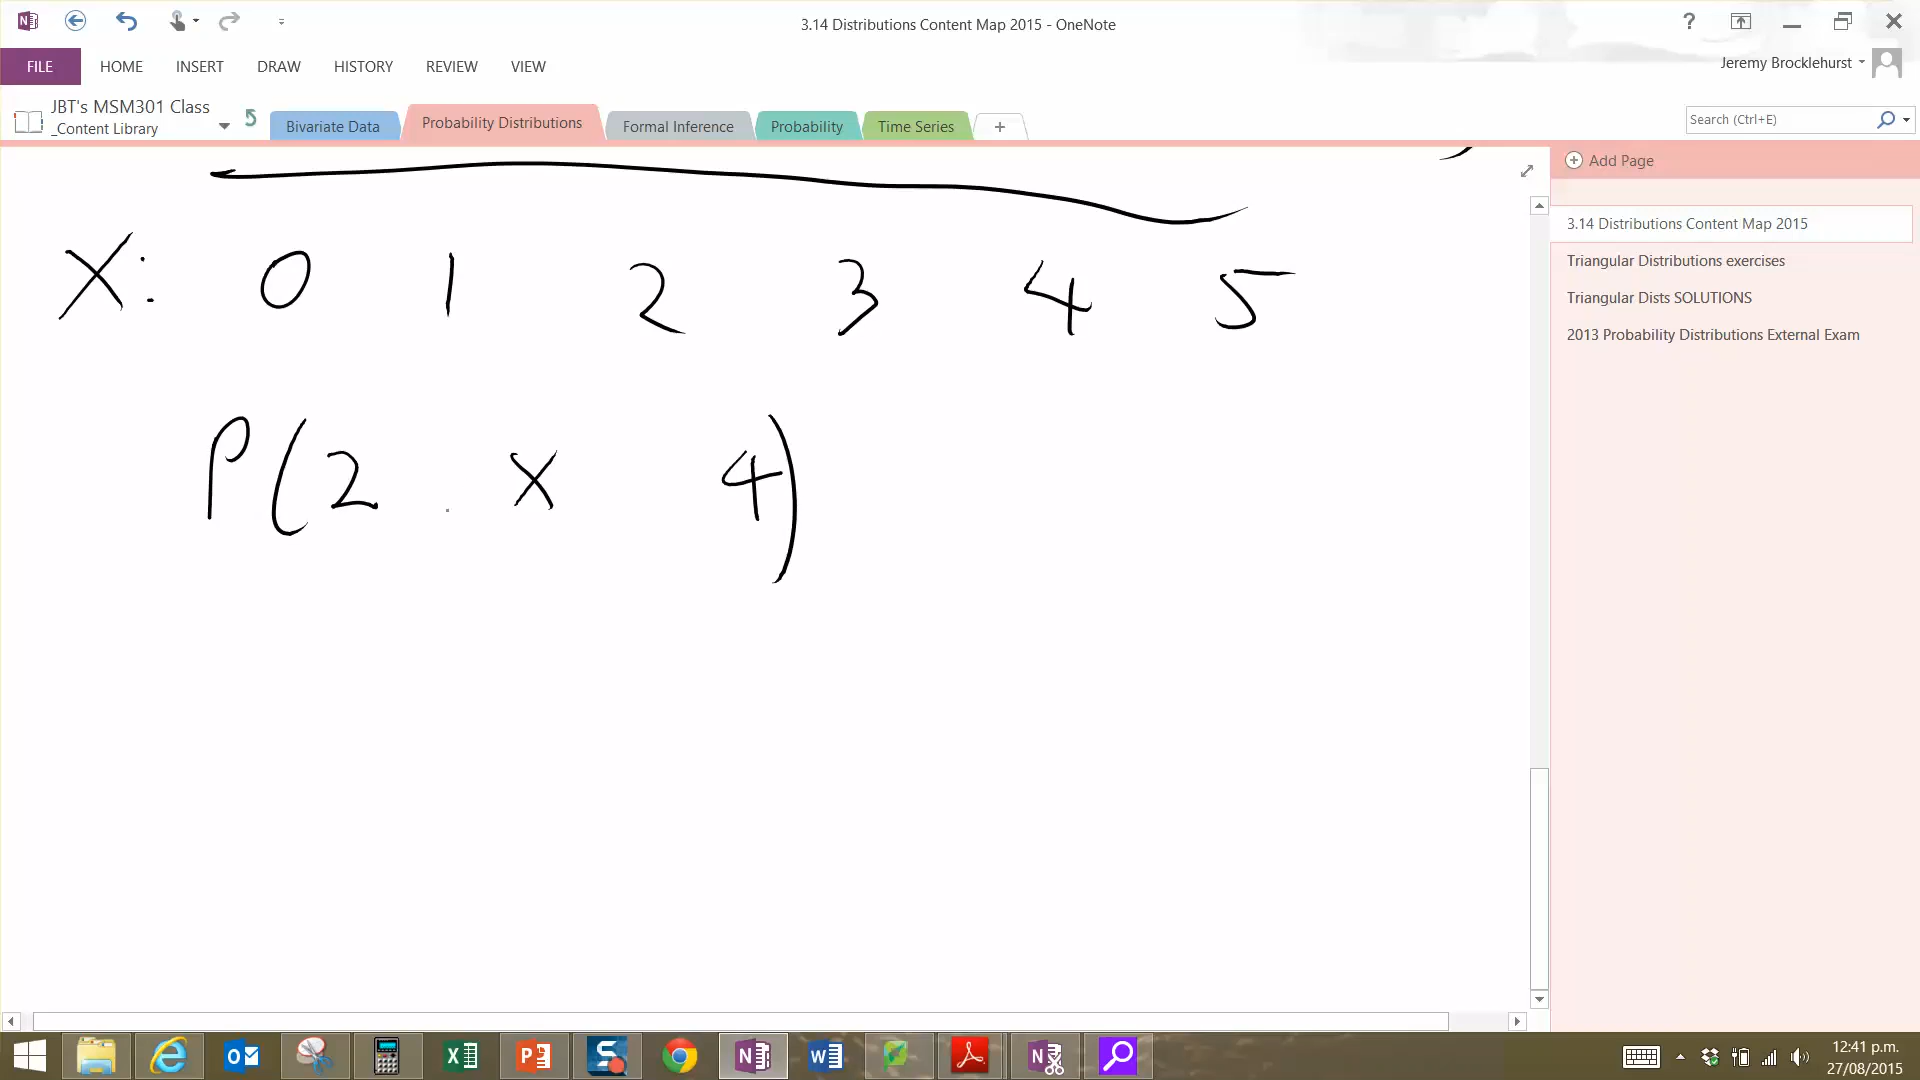 3.14 Distributions Content Map 2015 - OneNote
?
FILE HOME INSERT DRAW HISTORY REVIEW VIEW
Jeremy Brocklehurst
JBT's MSM301 Class
_Content Library
Bivariate Data Probability Distributions Formal Inference Probability Time Series +
Search (Ctrl+E)
Add Page
3.14 Distributions Content Map 2015
Triangular Distributions exercises
Triangular Dists SOLUTIONS
2013 Probability Distributions External Exam
X: 0 1 2 3 4 5
P(2 x 4)
12:41 p.m.
27/08/2015